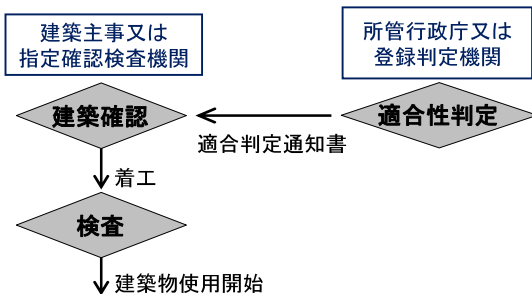 建築主事又は
指定確認検査機関
所管行政庁又は
登録判定機関
建築確認
適合性判定
適合判定通知書
着工
検査
建築物使用開始